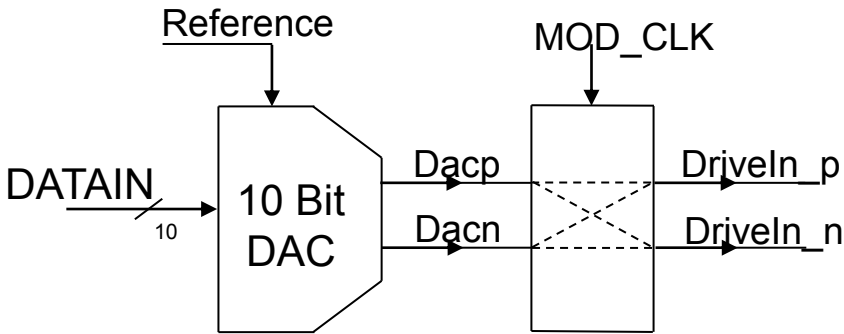 Reference
MOD_CLK
Dacp
DriveIn_p
DATAIN
10
10 Bit
DAC
Dacn
DriveIn_n